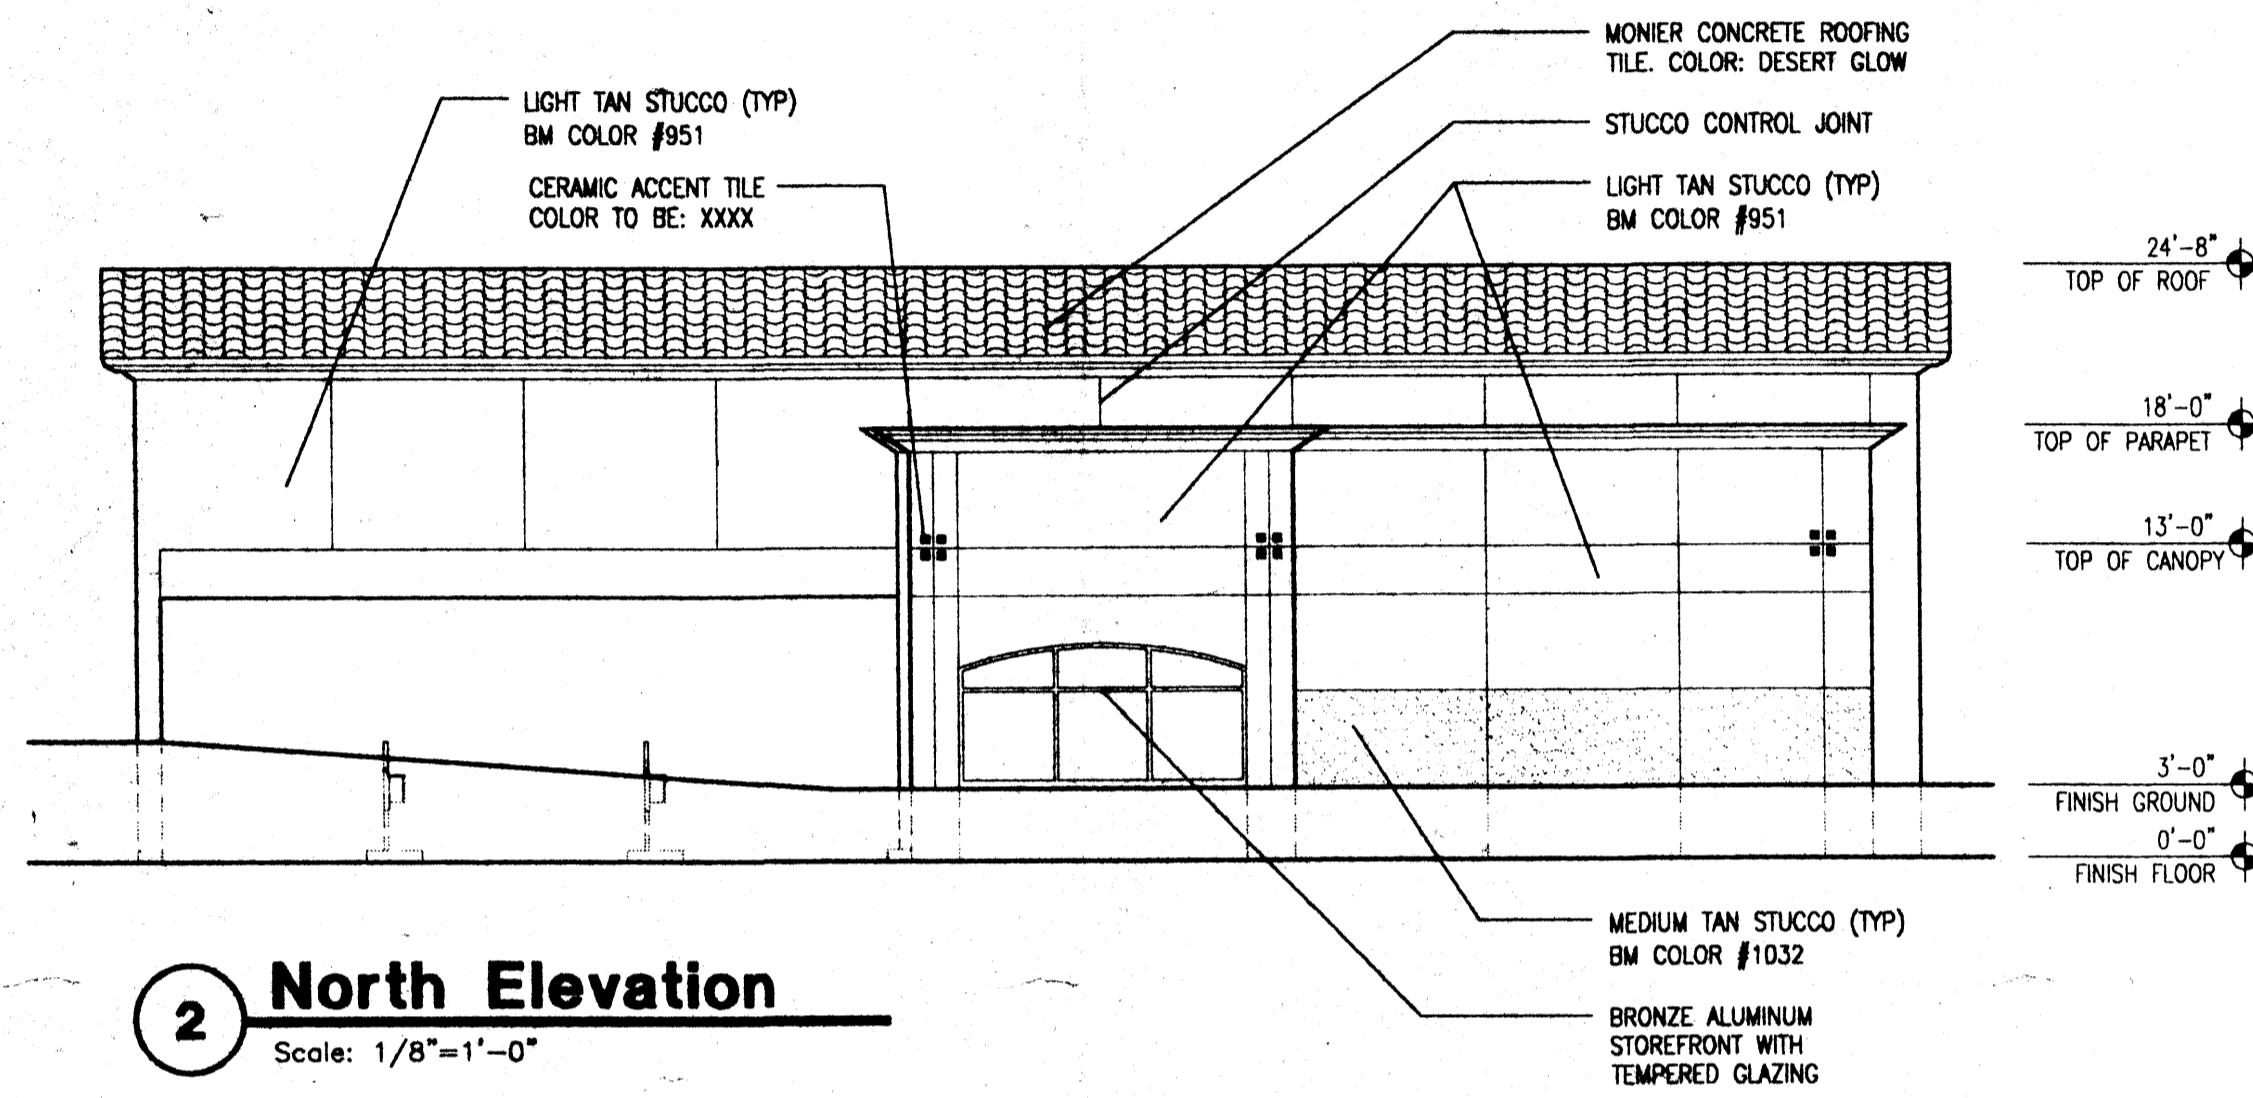 MONIER CONCRETE ROOFING
TILE. COLOR: DESERT GLOW
LIGHT TAN STUCCO (TYP)
BM COLOR #951
STUCCO CONTROL JOINT
CERAMIC ACCENT TILE
COLOR TO BE: XXXX
LIGHT TAN STUCCO (TYP)
BM COLOR #951
24'-8"
TOP OF ROOF
18'-0"
TOP OF PARAPET
13'-0"
TOP OF CANOPY
3'-0"
FINISH GROUND
0'-0"
FINISH FLOOR
MEDIUM TAN STUCCO (TYP)
BM COLOR #1032
BRONZE ALUMINUM
STOREFRONT WITH
TEMPERED GLAZING
2
North Elevation
Scale: 1/8"=1'-0"